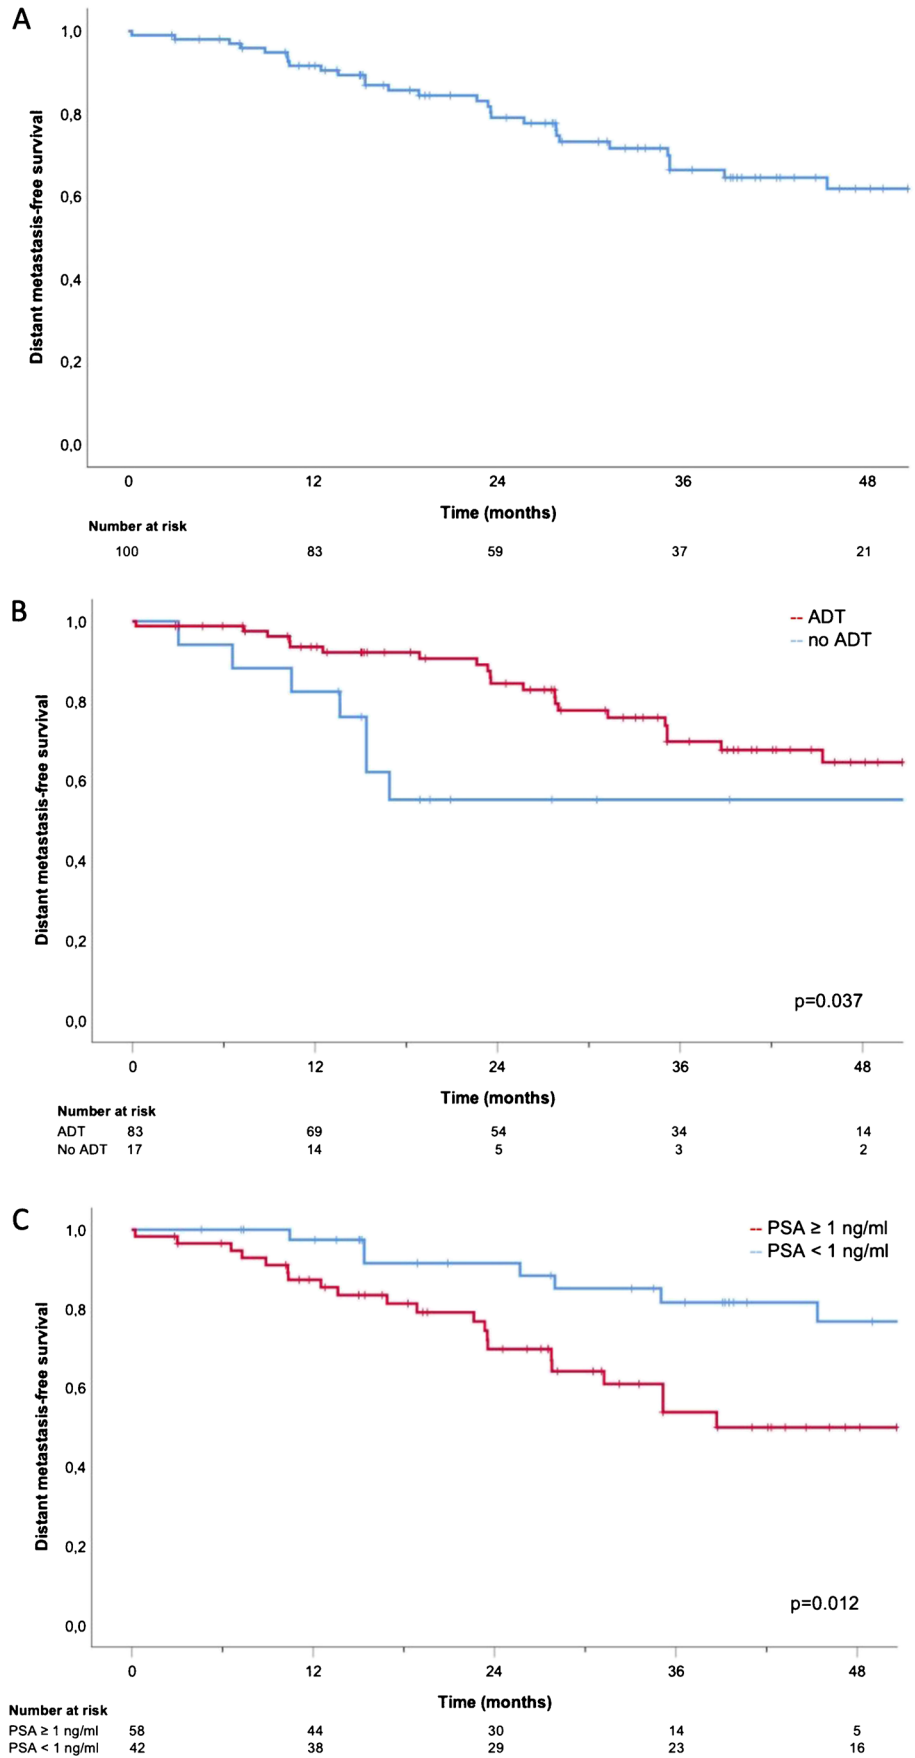 A
Distant metastasis-free survival
1,0
0,8
0,6
0,4
0,2
0,0
0 12 24 36 48
Time (months)
Number at risk
100 83 59 37 21
B
Distant metastasis-free survival
1,0
0,8
0,6
0,4
0,2
0,0
ADT
no ADT
p=0.037
0 12 24 36 48
Time (months)
Number at risk
ADT 83 69 54 34 14
No ADT 17 14 5 3 2
C
Distant metastasis-free survival
1,0
0,8
0,6
0,4
0,2
0,0
PSA ≥ 1 ng/ml
PSA < 1 ng/ml
p=0.012
0 12 24 36 48
Time (months)
Number at risk
PSA ≥ 1 ng/ml 58 44 30 14 5
PSA < 1 ng/ml 42 38 29 23 16